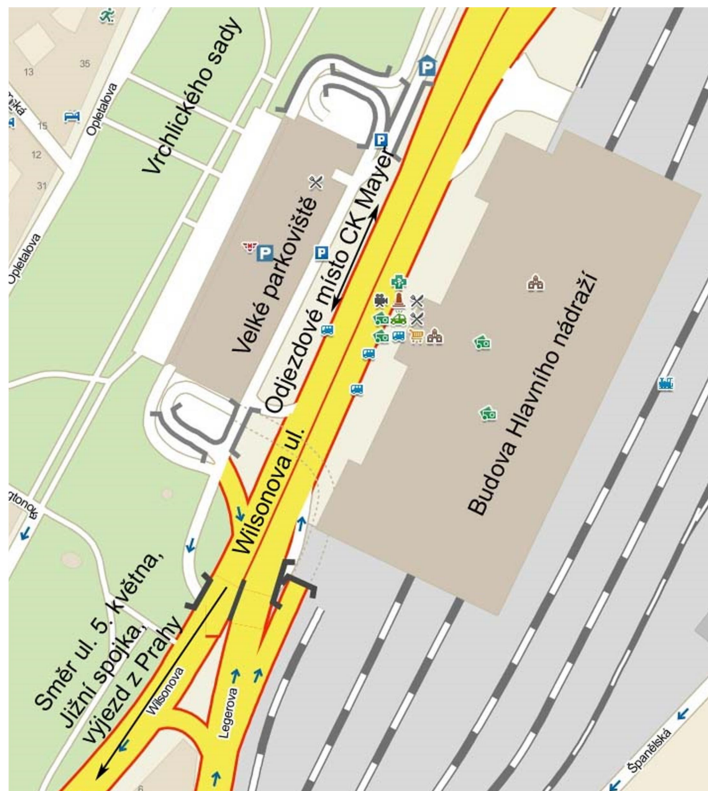 Vrchlického sady
Opletalova
Opletalova
13
35
15
12
31
P
P
P
P
Velké parkoviště
Odjezdové místo CK Mayer
Wilsonova ul.
Budova Hlavního nádraží
Směr ul. 5. května,
Jižní spojka,
výjezd z Prahy
Wilsonova
Legerova
Španělská
6